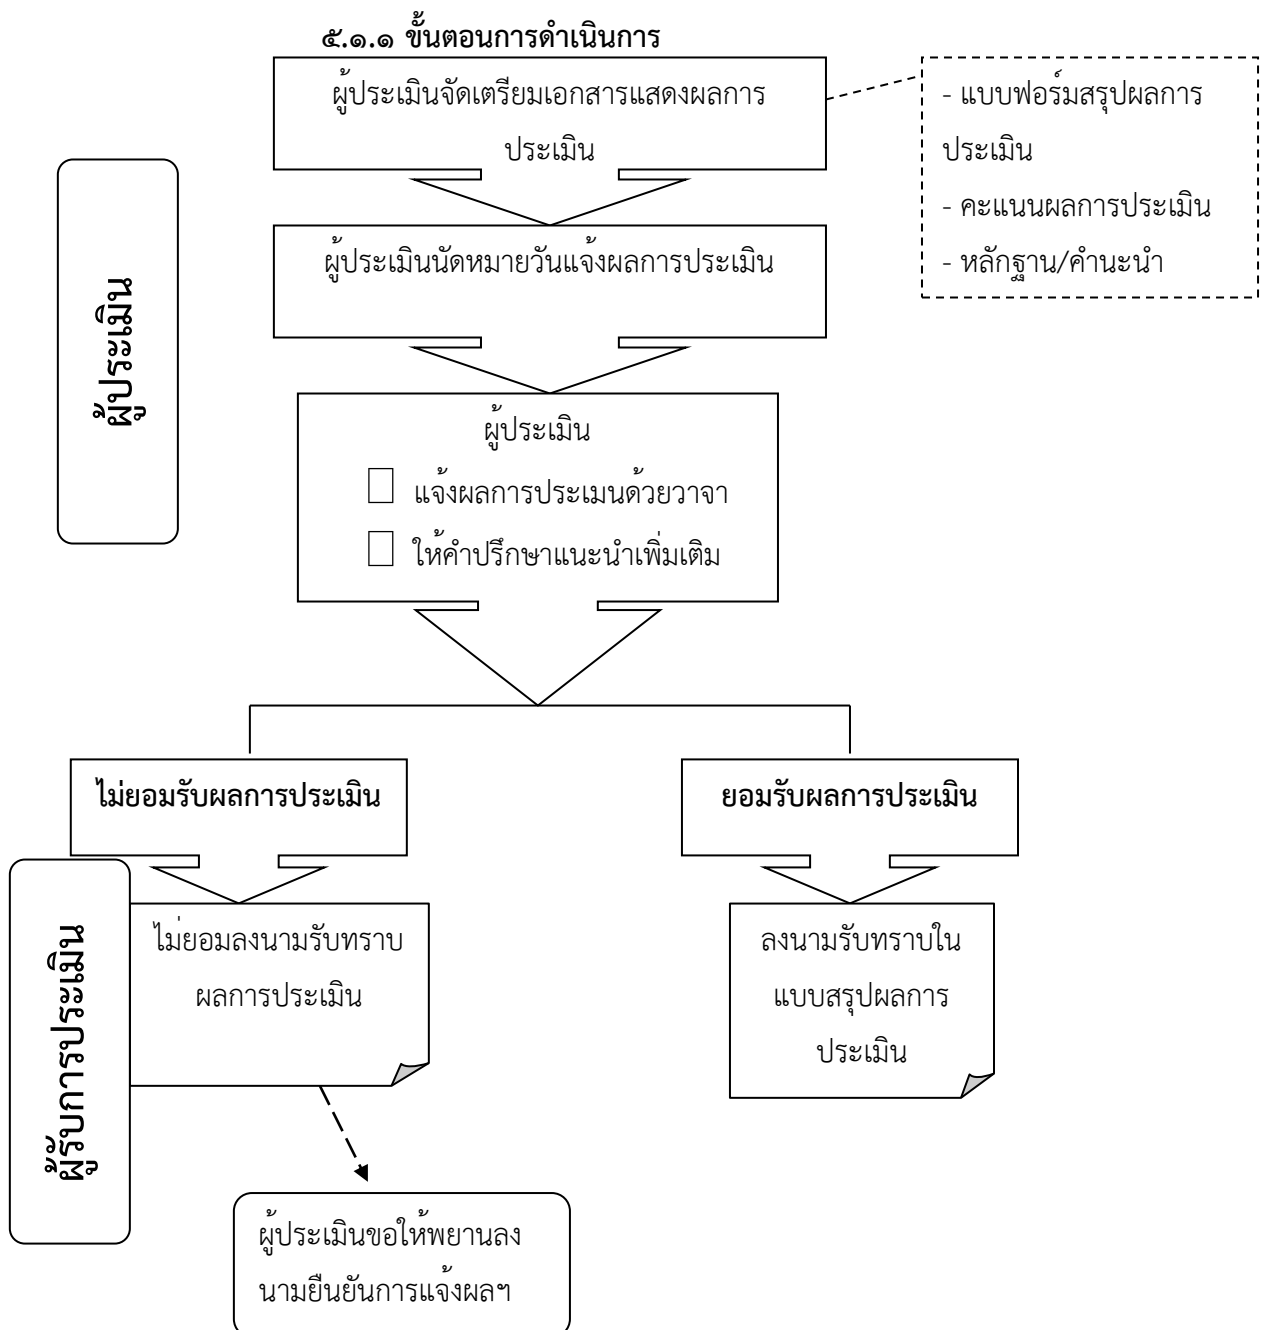 ๕.๑.๑ ขั้นตอนการดำเนินการ
ผู้ประเมินจัดเตรียมเอกสารแสดงผลการ
ประเมิน
- แบบฟอร์มสรุปผลการ
ประเมิน
- คะแนนผลการประเมิน
- หลักฐาน/คำนะนำ
ผู้ประเมิน
ผู้ประเมินนัดหมายวันแจ้งผลการประเมิน
ผู้ประเมิน
แจ้งผลการประเมนด้วยวาจา
ให้คำปรึกษาแนะนำเพิ่มเติม
ไม่ยอมรับผลการประเมิน
ยอมรับผลการประเมิน
ผู้รับการประเมิน
ไม่ยอมลงนามรับทราบ
ผลการประเมิน
ลงนามรับทราบใน
แบบสรุปผลการ
ประเมิน
ผู้ประเมินขอให้พยานลง
นามยืนยันการแจ้งผลฯ